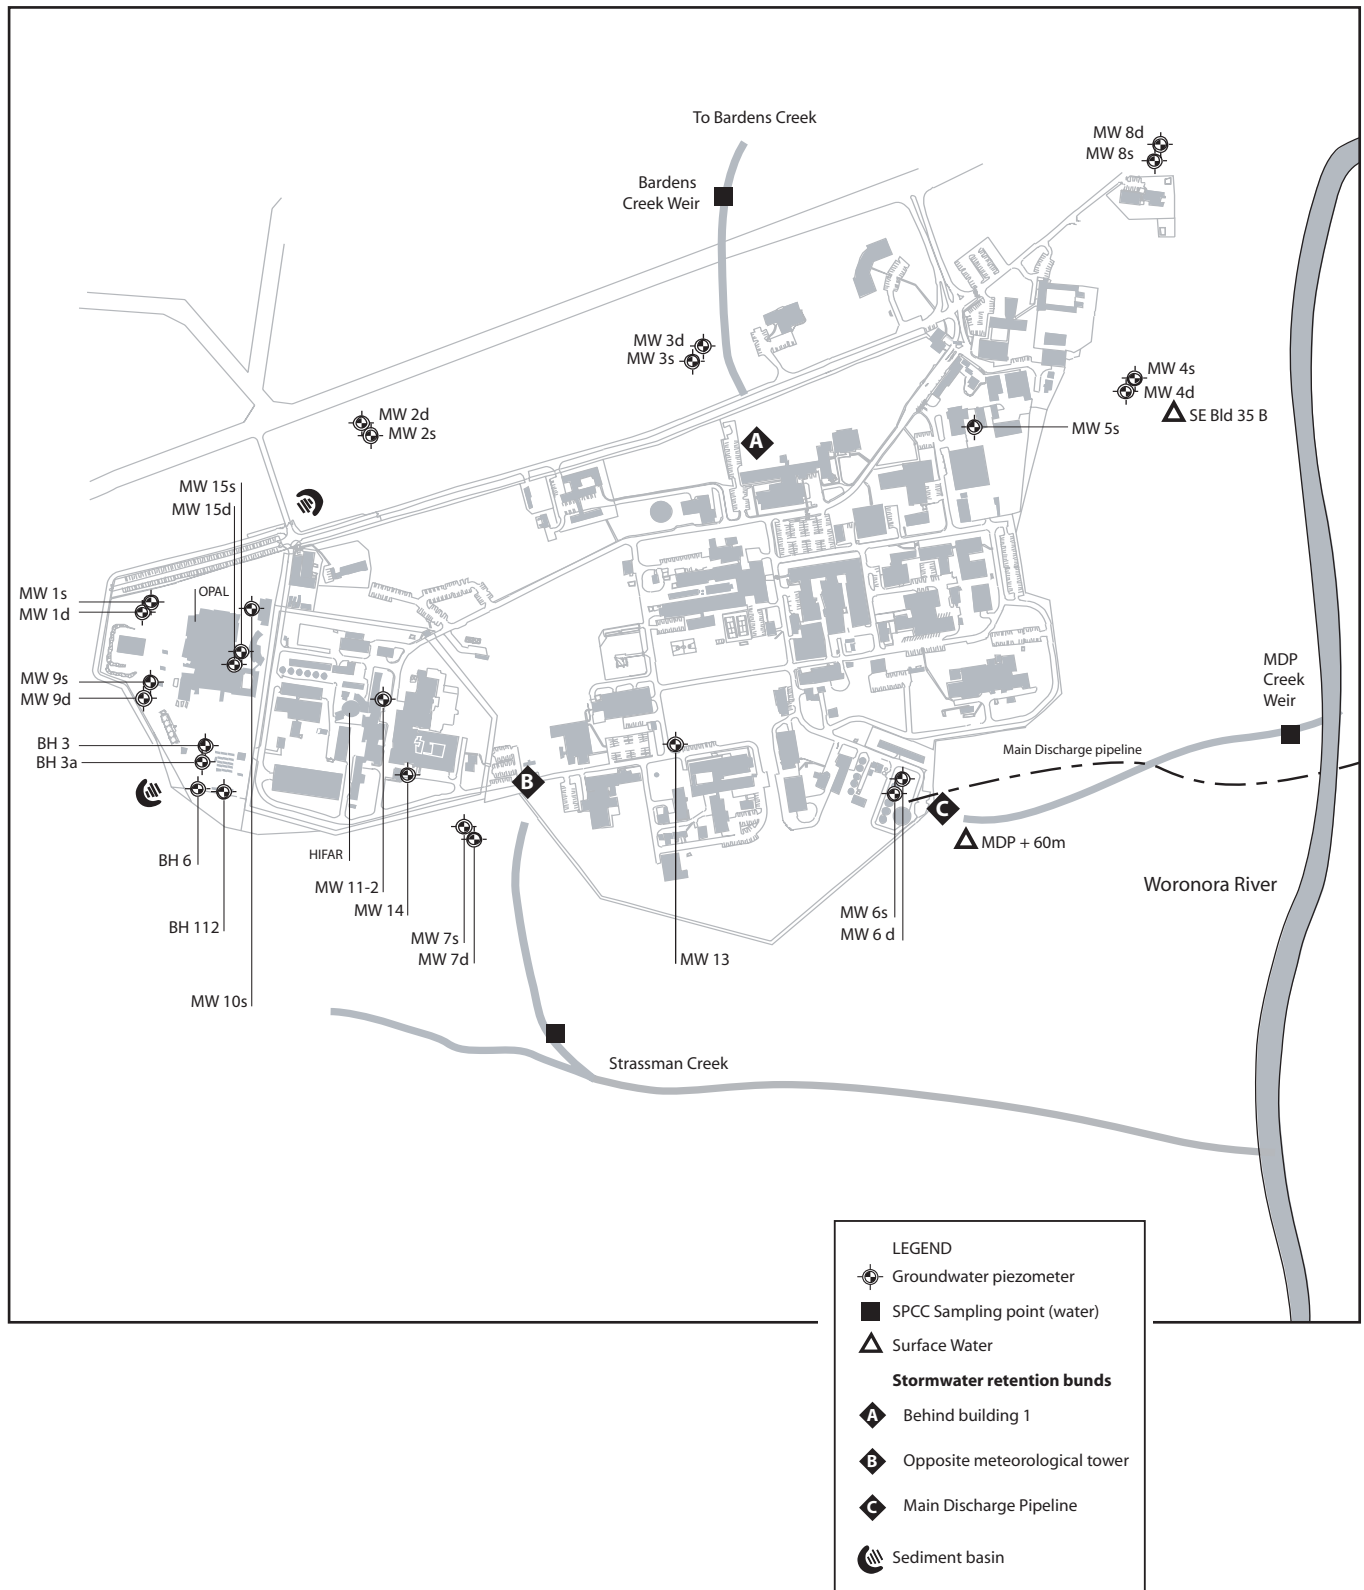 To Bardens Creek
MW 8d
MW 8s
Bardens
Creek Weir
MW 3d
MW 3s
MW 4s
MW 4d
SE Bld 35 B
MW 2d
MW 2s
A
MW 5s
MW 15s
MW 15d
OPAL
MW 1s
MW 1d
MW 9s
MW 9d
MDP
Creek
Weir
BH 3
BH 3a
Main Discharge pipeline
B
C
MDP + 60m
BH 6
HIFAR
MW 11-2
MW 14
Woronora River
BH 112
MW 7s
MW 7d
MW 6s
MW 6 d
MW 13
MW 10s
Strassman Creek
LEGEND
Groundwater piezometer
SPCC Sampling point (water)
Surface Water
Stormwater retention bunds
A Behind building 1
B Opposite meteorological tower
C Main Discharge Pipeline
Sediment basin